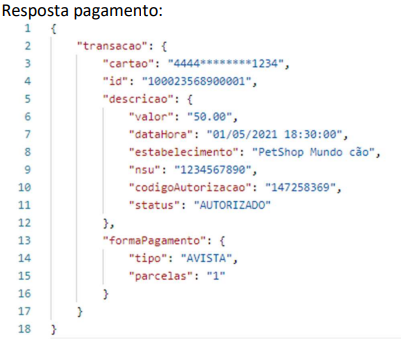 Resposta pagamento:
1 {
2 "transacao": {
3 "cartao": "4444********1234",
4 "id": "100023568900001",
5 "descricao": {
6 "valor": "50.00",
7 "dataHora": "01/05/2021 18:30:00",
8 "estabelecimento": "PetShop Mundo cão",
9 "nsu": "1234567890",
10 "codigoAutorizacao": "147258369",
11 "status": "AUTORIZADO"
12 },
13 "formaPagamento": {
14 "tipo": "AVISTA",
15 "parcelas": "1"
16 }
17 }
18 }